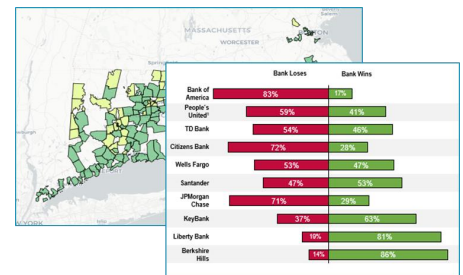 MASSACHUSETTS
WORCESTER
Bank Loses Bank Wins
Bank of
America 83% 17%
People's
United¹ 59% 41%
TD Bank 54% 46%
Citizens Bank 72% 28%
Wells Fargo 53% 47%
Santander 47% 53%
JPMorgan
Chase 71% 29%
KeyBank 37% 63%
Liberty Bank 19% 81%
Berkshire
Hills 14% 86%